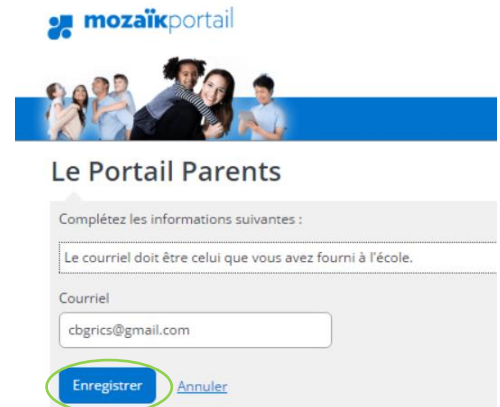 mozaïkportail
Le Portail Parents
Complétez les informations suivantes :
Le courriel doit être celui que vous avez fourni à l'école.
Courriel
cbgrics@gmail.com
Enregistrer Annuler